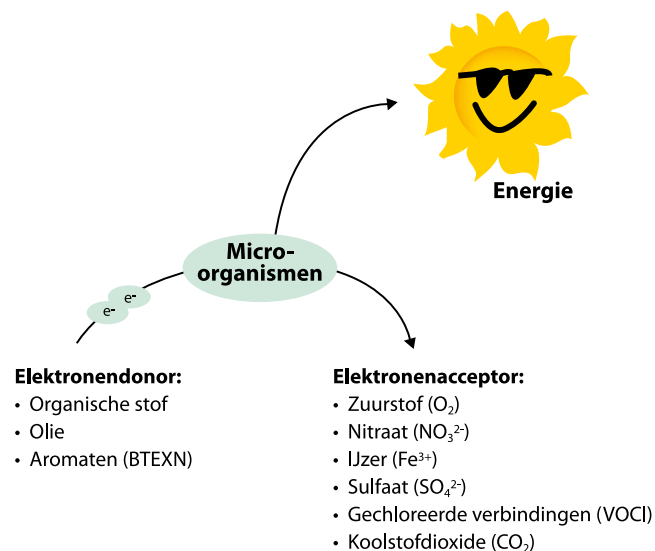 Energie
Micro-
organismen
e-
e-
Elektronendonor:
• Organische stof
• Olie
• Aromaten (BTEXN)
Elektronenacceptor:
• Zuurstof (O₂)
• Nitraat (NO₃²⁻)
• IJzer (Fe³⁺)
• Sulfaat (SO₄²⁻)
• Gechloreerde verbindingen (VOCl)
• Koolstofdioxide (CO₂)